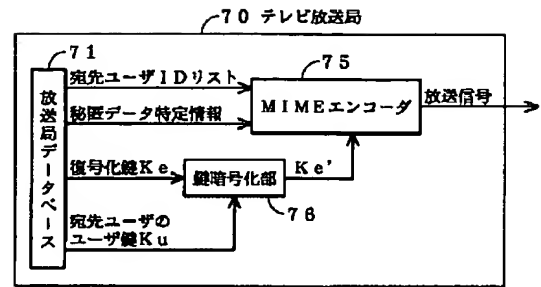 70 テレビ放送局
71
放送局データベース
宛先ユーザIDリスト
秘匿データ特定情報
復号化鍵Ke
宛先ユーザの
ユーザ鍵Ku
75
MIMEエンコーダ
放送信号
鍵暗号化部
Ke'
76